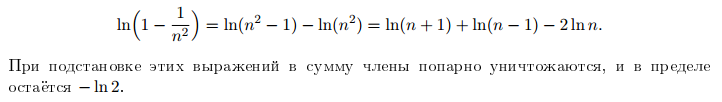 ln(1 − 1/n²) = ln(n² − 1) − ln(n²) = ln(n + 1) + ln(n − 1) − 2 ln n.
При подстановке этих выражений в сумму члены попарно уничтожаются, и в пределе
остаётся − ln 2.